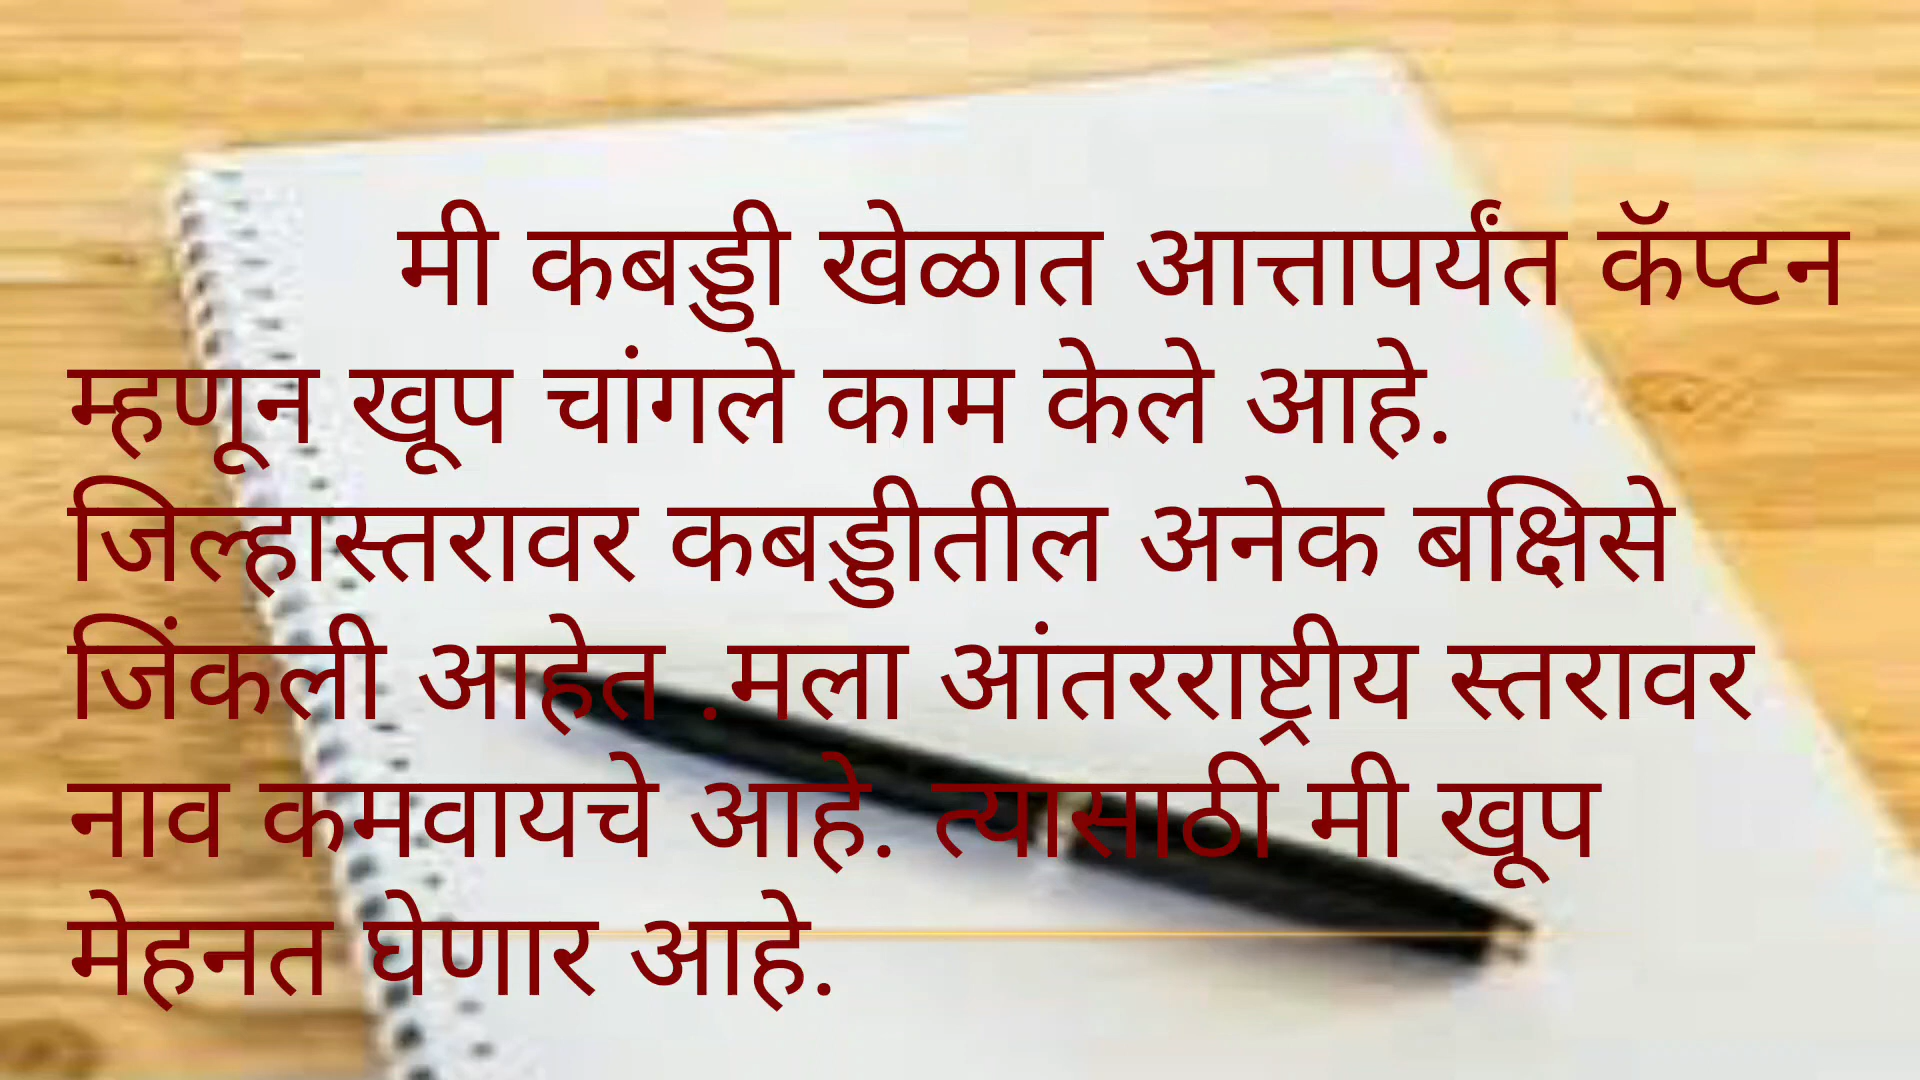 मी कबड्डी खेळात आत्तापर्यंत कॅप्टन
म्हणून खूप चांगले काम केले आहे.
जिल्हास्तरावर कबड्डीतील अनेक बक्षिसे
जिंकली आहेत .मला आंतरराष्ट्रीय स्तरावर
नाव कमवायचे आहे. त्यासाठी मी खूप
मेहनत घेणार आहे.